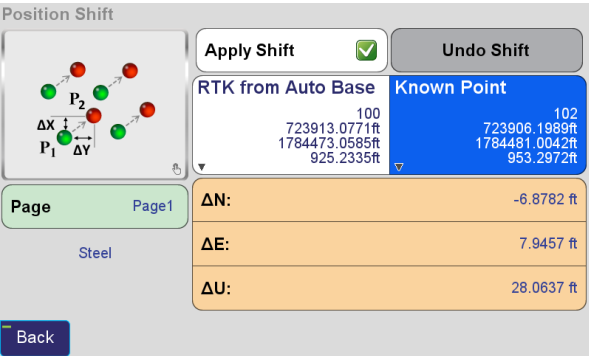 Position Shift
Apply Shift
Undo Shift
P2
ΔX
P1
ΔY
RTK from Auto Base
100
723913.0771ft
1784473.0585ft
925.2335ft
Known Point
102
723906.1989ft
1784481.0042ft
953.2972ft
Page Page1
Steel
ΔN: -6.8782 ft
ΔE: 7.9457 ft
ΔU: 28.0637 ft
Back